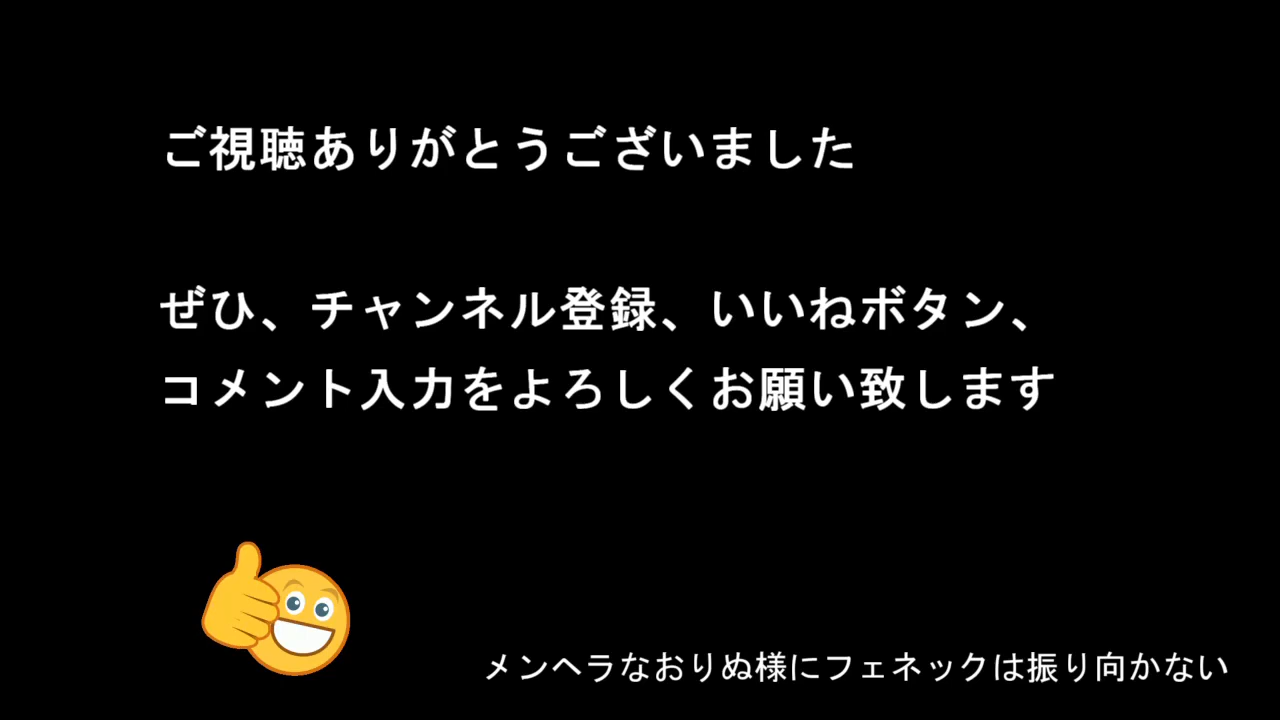 ご視聴ありがとうございました
ぜひ、チャンネル登録、いいねボタン、
コメント入力をよろしくお願い致します
メンヘラなおりぬ様にフェネックは振り向かない